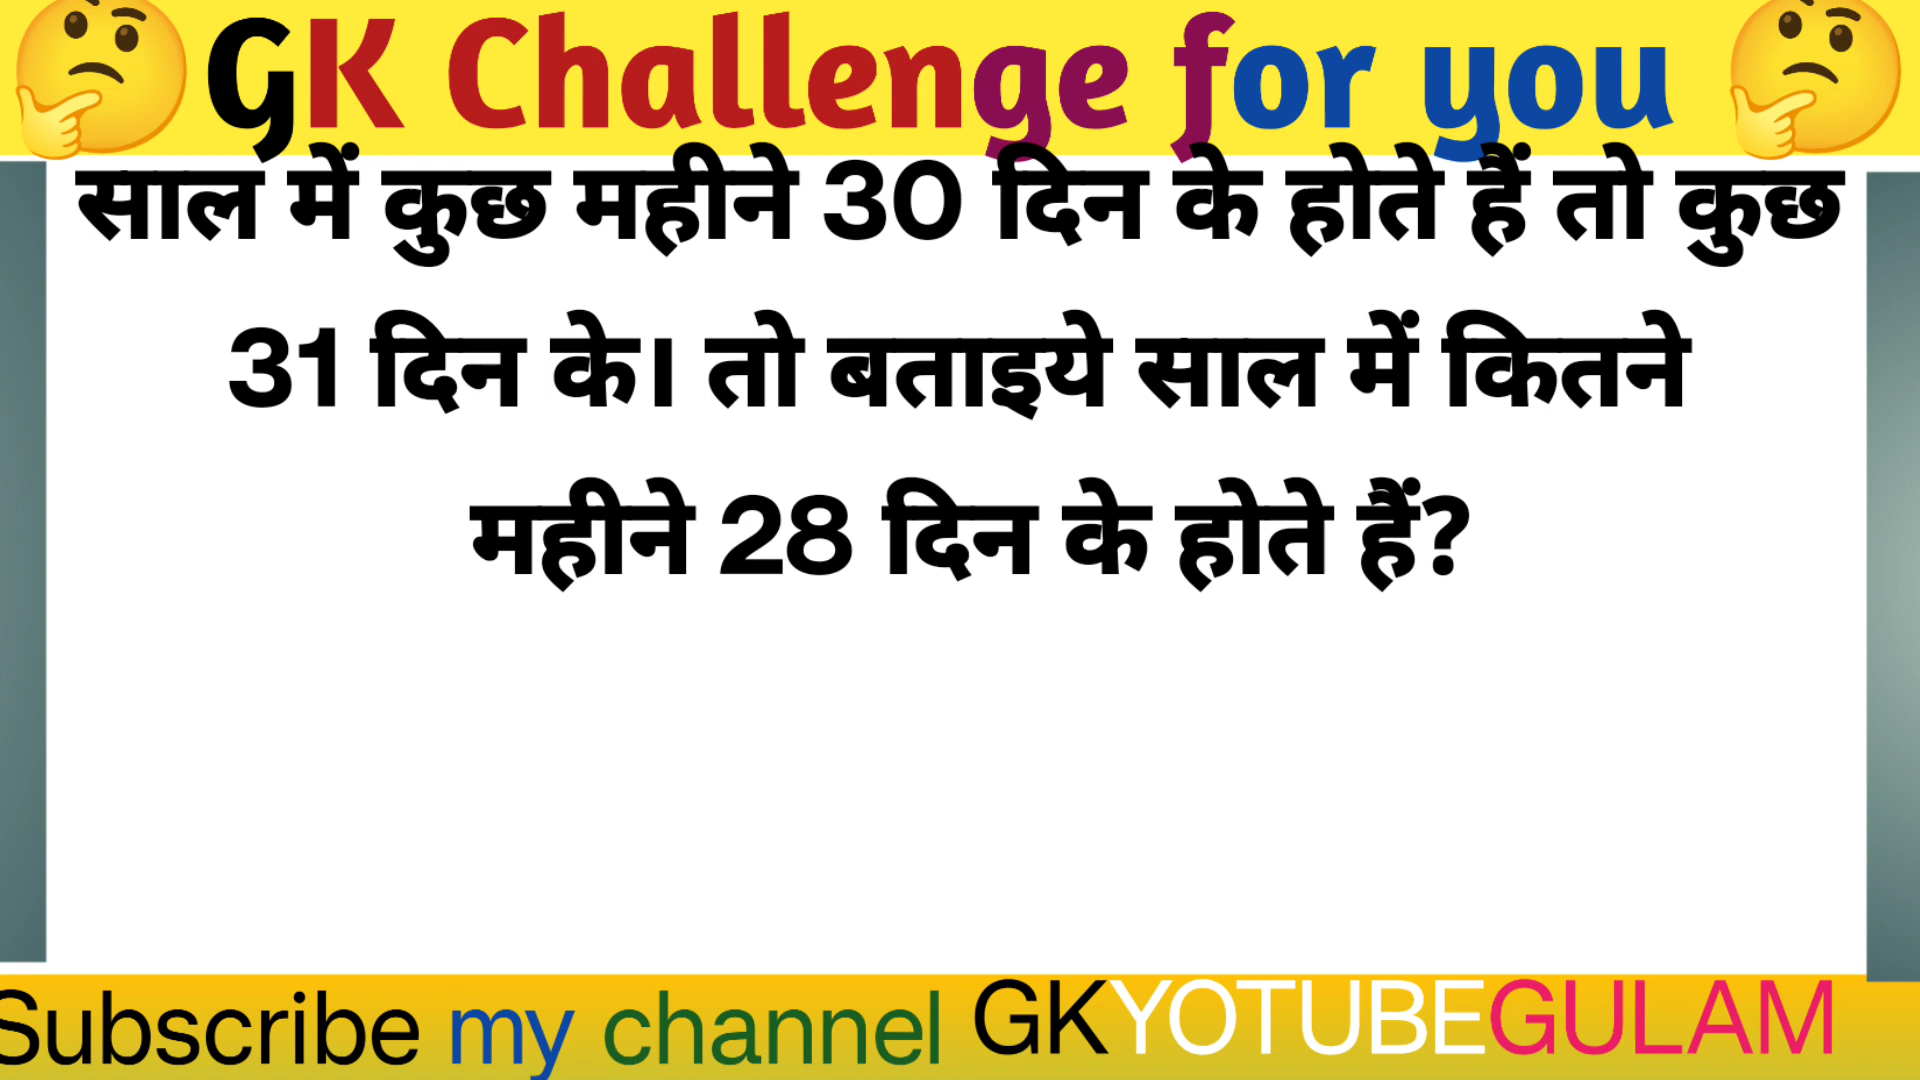 GK Challenge for you
साल में कुछ महीने 30 दिन के होते हैं तो कुछ
31 दिन के। तो बताइये साल में कितने
महीने 28 दिन के होते हैं?
Subscribe my channel GKYOTUBEGULAM